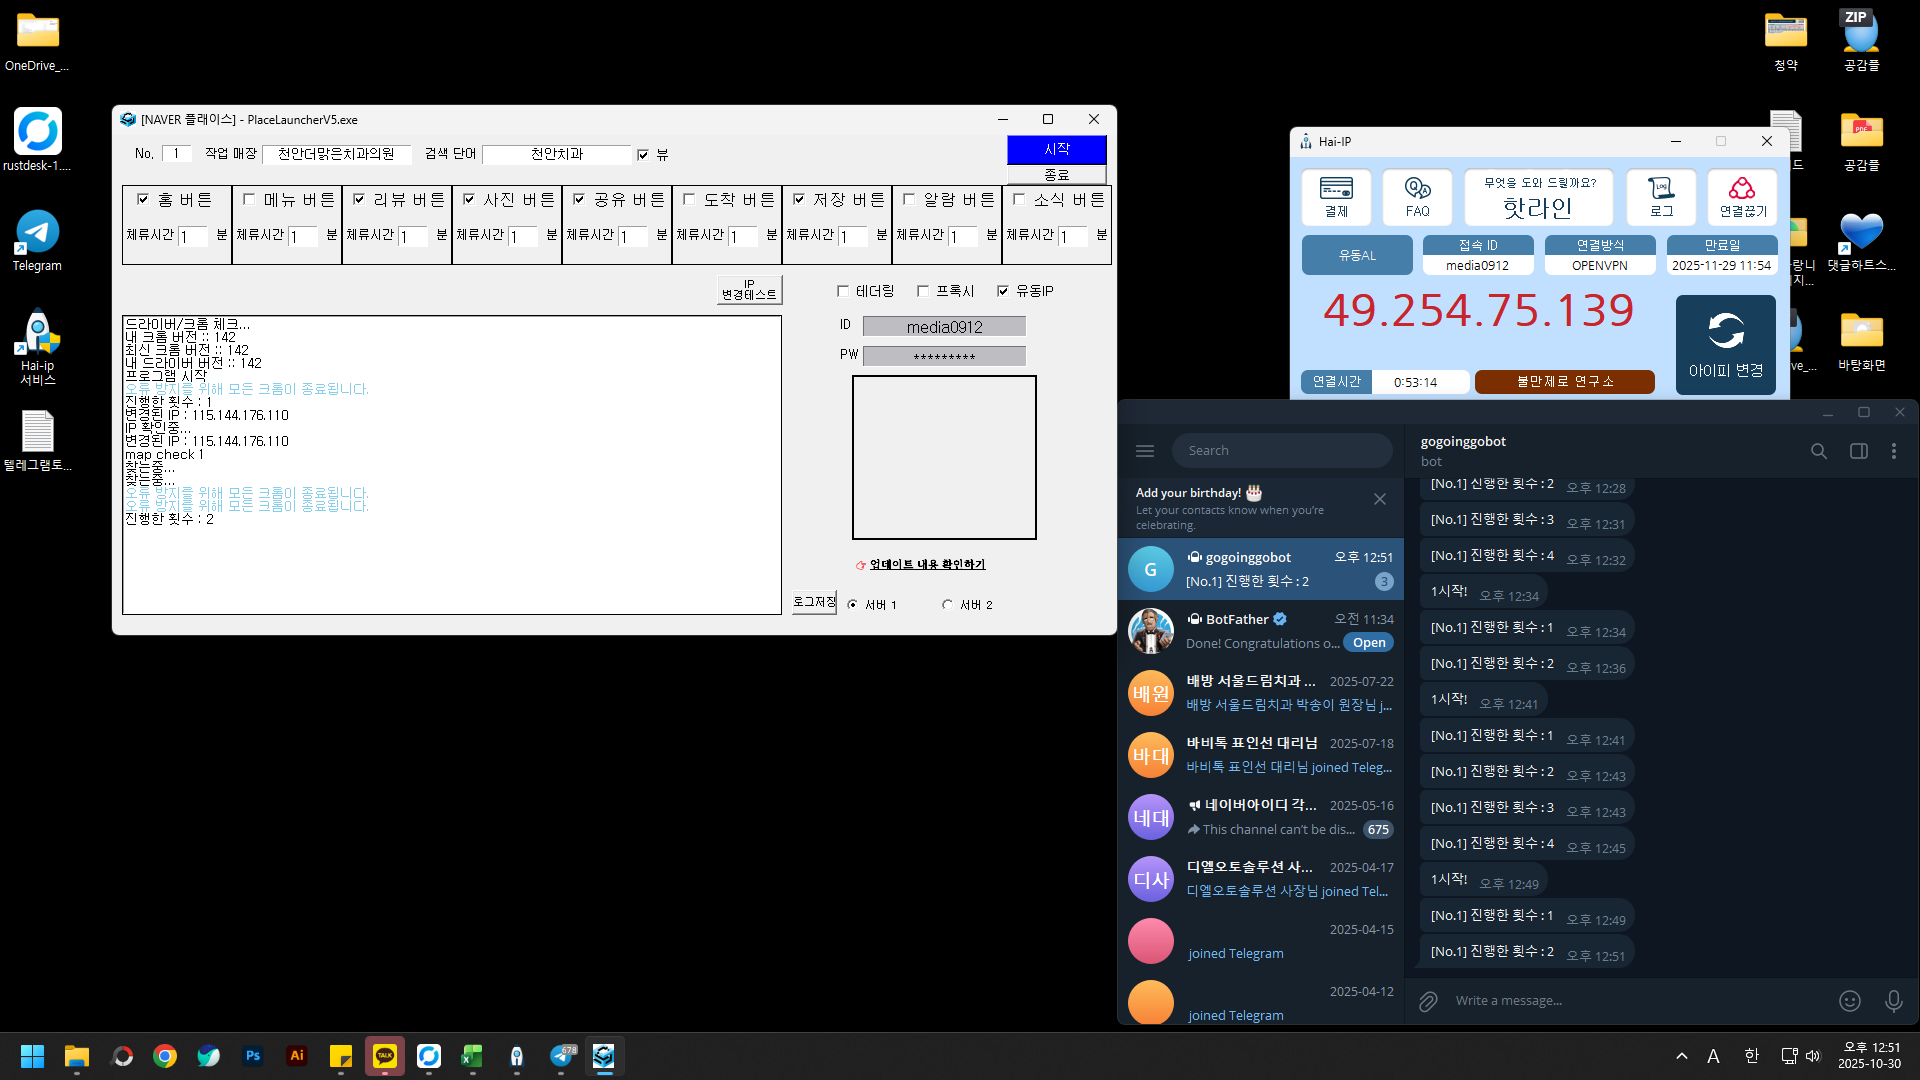 OneDrive_...
rustdesk-1....
Telegram
Hai-ip
서비스
텔레그램토...
[NAVER 플래이스] - PlaceLauncherV5.exe
No. 1 작업 매장 천안더맑은치과의원 검색 단어 천안치과 뷰
시작
종료
홈 버튼 메뉴 버튼 리뷰 버튼 사진 버튼 공유 버튼 도착 버튼 저장 버튼 알람 버튼 소식 버튼
체류시간 1 분 체류시간 1 분 체류시간 1 분 체류시간 1 분 체류시간 1 분 체류시간 1 분 체류시간 1 분 체류시간 1 분 체류시간 1 분
IP
변경테스트
테더링 프록시 유동IP
드라이버/크롬 체크...
내 크롬 버전 :: 142
최신 크롬 버전 :: 142
내 드라이버 버전 :: 142
프로그램 시작
오류 방지를 위해 모든 크롬이 종료됩니다.
진행한 횟수 : 1
변경된 IP : 115.144.176.110
IP 확인중...
변경된 IP : 115.144.176.110
map check 1
찾는중...
찾는중...
오류 방지를 위해 모든 크롬이 종료됩니다.
오류 방지를 위해 모든 크롬이 종료됩니다.
진행한 횟수 : 2
ID media0912
PW *********
업데이트 내용 확인하기
로그저장 서버 1 서버 2
Hai-IP
결제
FAQ
무엇을 도와 드릴까요?
핫라인
LOG
로그
연결끊기
유동AL
접속 ID
media0912
연결방식
OPENVPN
만료일
2025-11-29 11:54
49.254.75.139
아이피 변경
연결시간 0:53:14 불만제로 연구소
청약
ZIP
공감플
PDF
공감플
댓글하트스...
바탕화면
Search
Add your birthday!
Let your contacts know when you're
celebrating.
G
gogoinggobot 오후 12:51
[No.1] 진행한 횟수 : 2 3
BotFather 오전 11:34
Done! Congratulations o... Open
배원
배방 서울드림치과 ... 2025-07-22
배방 서울드림치과 박송이 원장님 j...
바대
바비톡 표인선 대리님 2025-07-18
바비톡 표인선 대리님 joined Teleg...
네대
네이버아이디 각... 2025-05-16
This channel can't be dis... 675
디사
디엘오토솔루션 사... 2025-04-17
디엘오토솔루션 사장님 joined Tel...
2025-04-15
joined Telegram
2025-04-12
joined Telegram
gogoinggobot
bot
[No.1] 진행한 횟수 : 2 오후 12:28
[No.1] 진행한 횟수 : 3 오후 12:31
[No.1] 진행한 횟수 : 4 오후 12:32
1시작! 오후 12:34
[No.1] 진행한 횟수 : 1 오후 12:34
[No.1] 진행한 횟수 : 2 오후 12:36
1시작! 오후 12:41
[No.1] 진행한 횟수 : 1 오후 12:41
[No.1] 진행한 횟수 : 2 오후 12:43
[No.1] 진행한 횟수 : 3 오후 12:43
[No.1] 진행한 횟수 : 4 오후 12:45
1시작! 오후 12:49
[No.1] 진행한 횟수 : 1 오후 12:49
[No.1] 진행한 횟수 : 2 오후 12:51
Write a message...
Ps
Ai
TALK
678
A
한
오후 12:51
2025-10-30